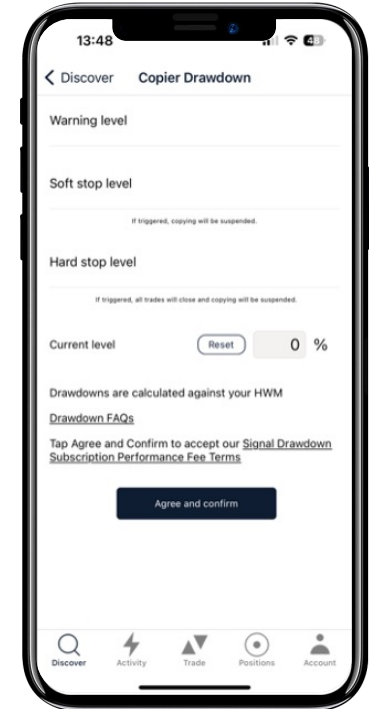 13:48
48
Discover
Copier Drawdown
Warning level
Soft stop level
If triggered, copying will be suspended.
Hard stop level
If triggered, all trades will close and copying will be suspended.
Current level
Reset
0 %
Drawdowns are calculated against your HWM
Drawdown FAQs
Tap Agree and Confirm to accept our Signal Drawdown
Subscription Performance Fee Terms
Agree and confirm
Discover
Activity
Trade
Positions
Account